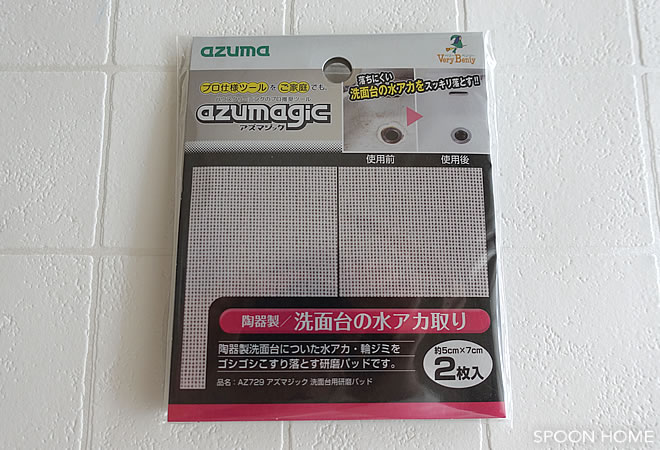 azuma
VeryBenly
プロ仕様ツールをご家庭でも。
azumagic
アズマジック
落ちにくい
洗面台の水アカをスッキリ落とす!!
使用前
使用後
陶器製/洗面台の水アカ取り
陶器製洗面台についた水アカ・輪ジミを
ゴシゴシこすり落とす研磨パッドです。
品名:AZ729 アズマジック 洗面台用研磨パッド
約5cm×7cm
2枚入
SPOON HOME